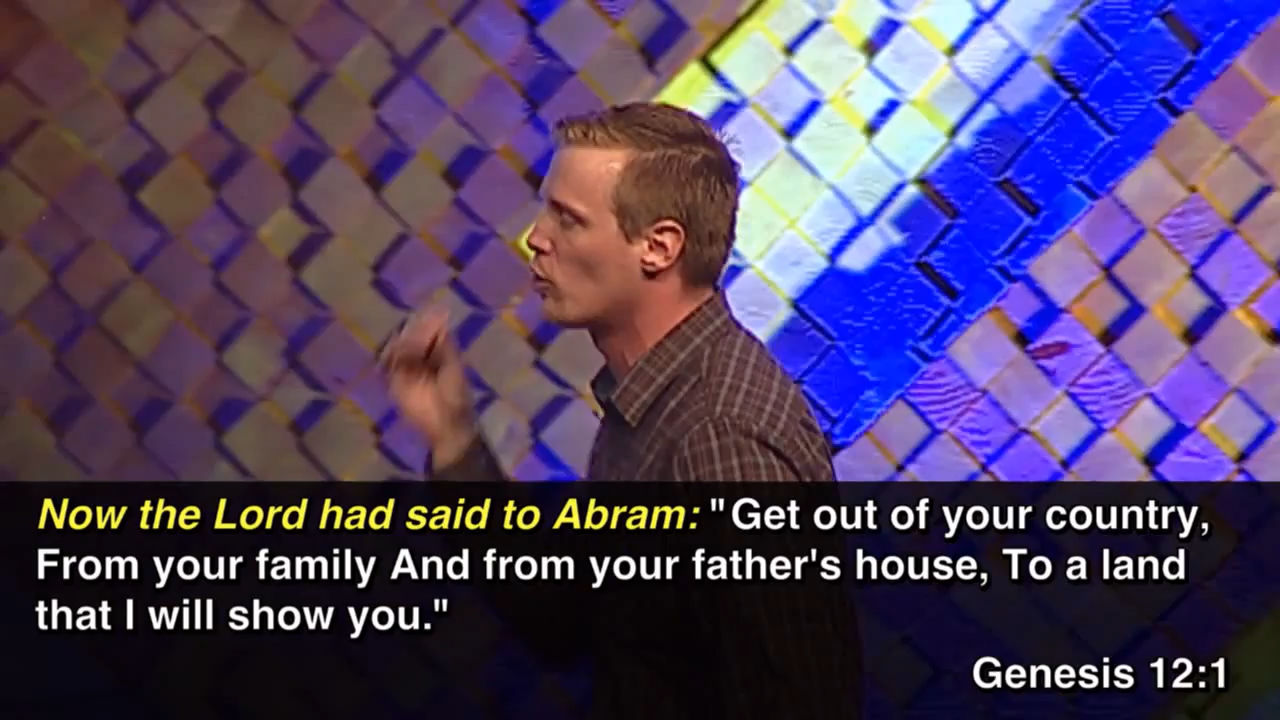 Now the Lord had said to Abram: "Get out of your country,
From your family And from your father's house, To a land
that I will show you."
Genesis 12:1